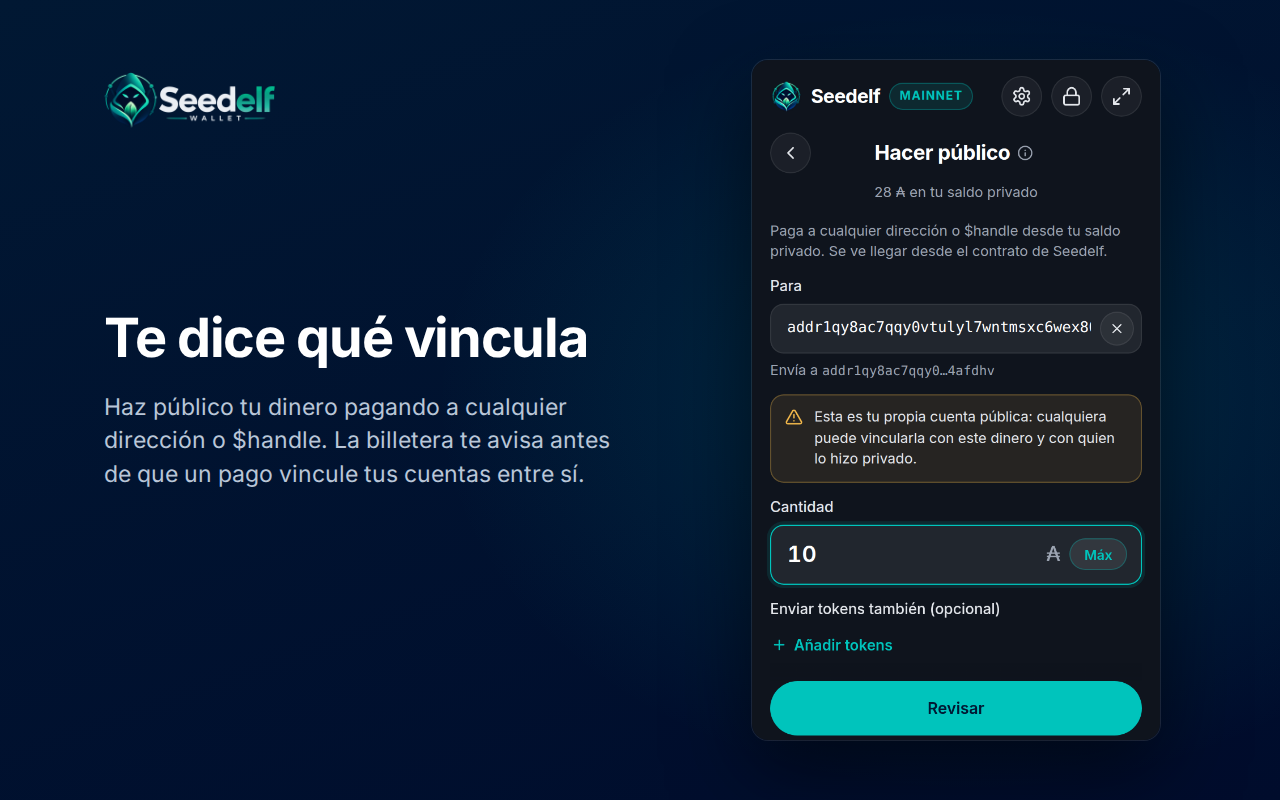 Seedelf
WALLET
Te dice qué vincula
Haz público tu dinero pagando a cualquier
dirección o $handle. La billetera te avisa antes
de que un pago vincule tus cuentas entre sí.
Seedelf MAINNET
Hacer público
28 ₳ en tu saldo privado
Paga a cualquier dirección o $handle desde tu saldo
privado. Se ve llegar desde el contrato de Seedelf.
Para
addr1qy8ac7qqy0vtulyl7wntmsxc6wex8
Envía a addr1qy8ac7qqy0…4afdhv
Esta es tu propia cuenta pública: cualquiera
puede vincularla con este dinero y con quien
lo hizo privado.
Cantidad
10 ₳ Máx
Enviar tokens también (opcional)
+ Añadir tokens
Revisar